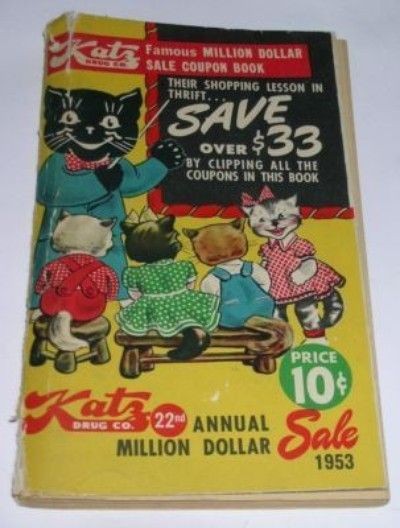 Katz
DRUG CO.
Famous MILLION DOLLAR
SALE COUPON BOOK
THEIR SHOPPING LESSON IN
THRIFT...
SAVE
OVER $33
BY CLIPPING ALL THE
COUPONS IN THIS BOOK
PRICE
10¢
Katz
DRUG CO.
22nd ANNUAL
MILLION DOLLAR
Sale
1953